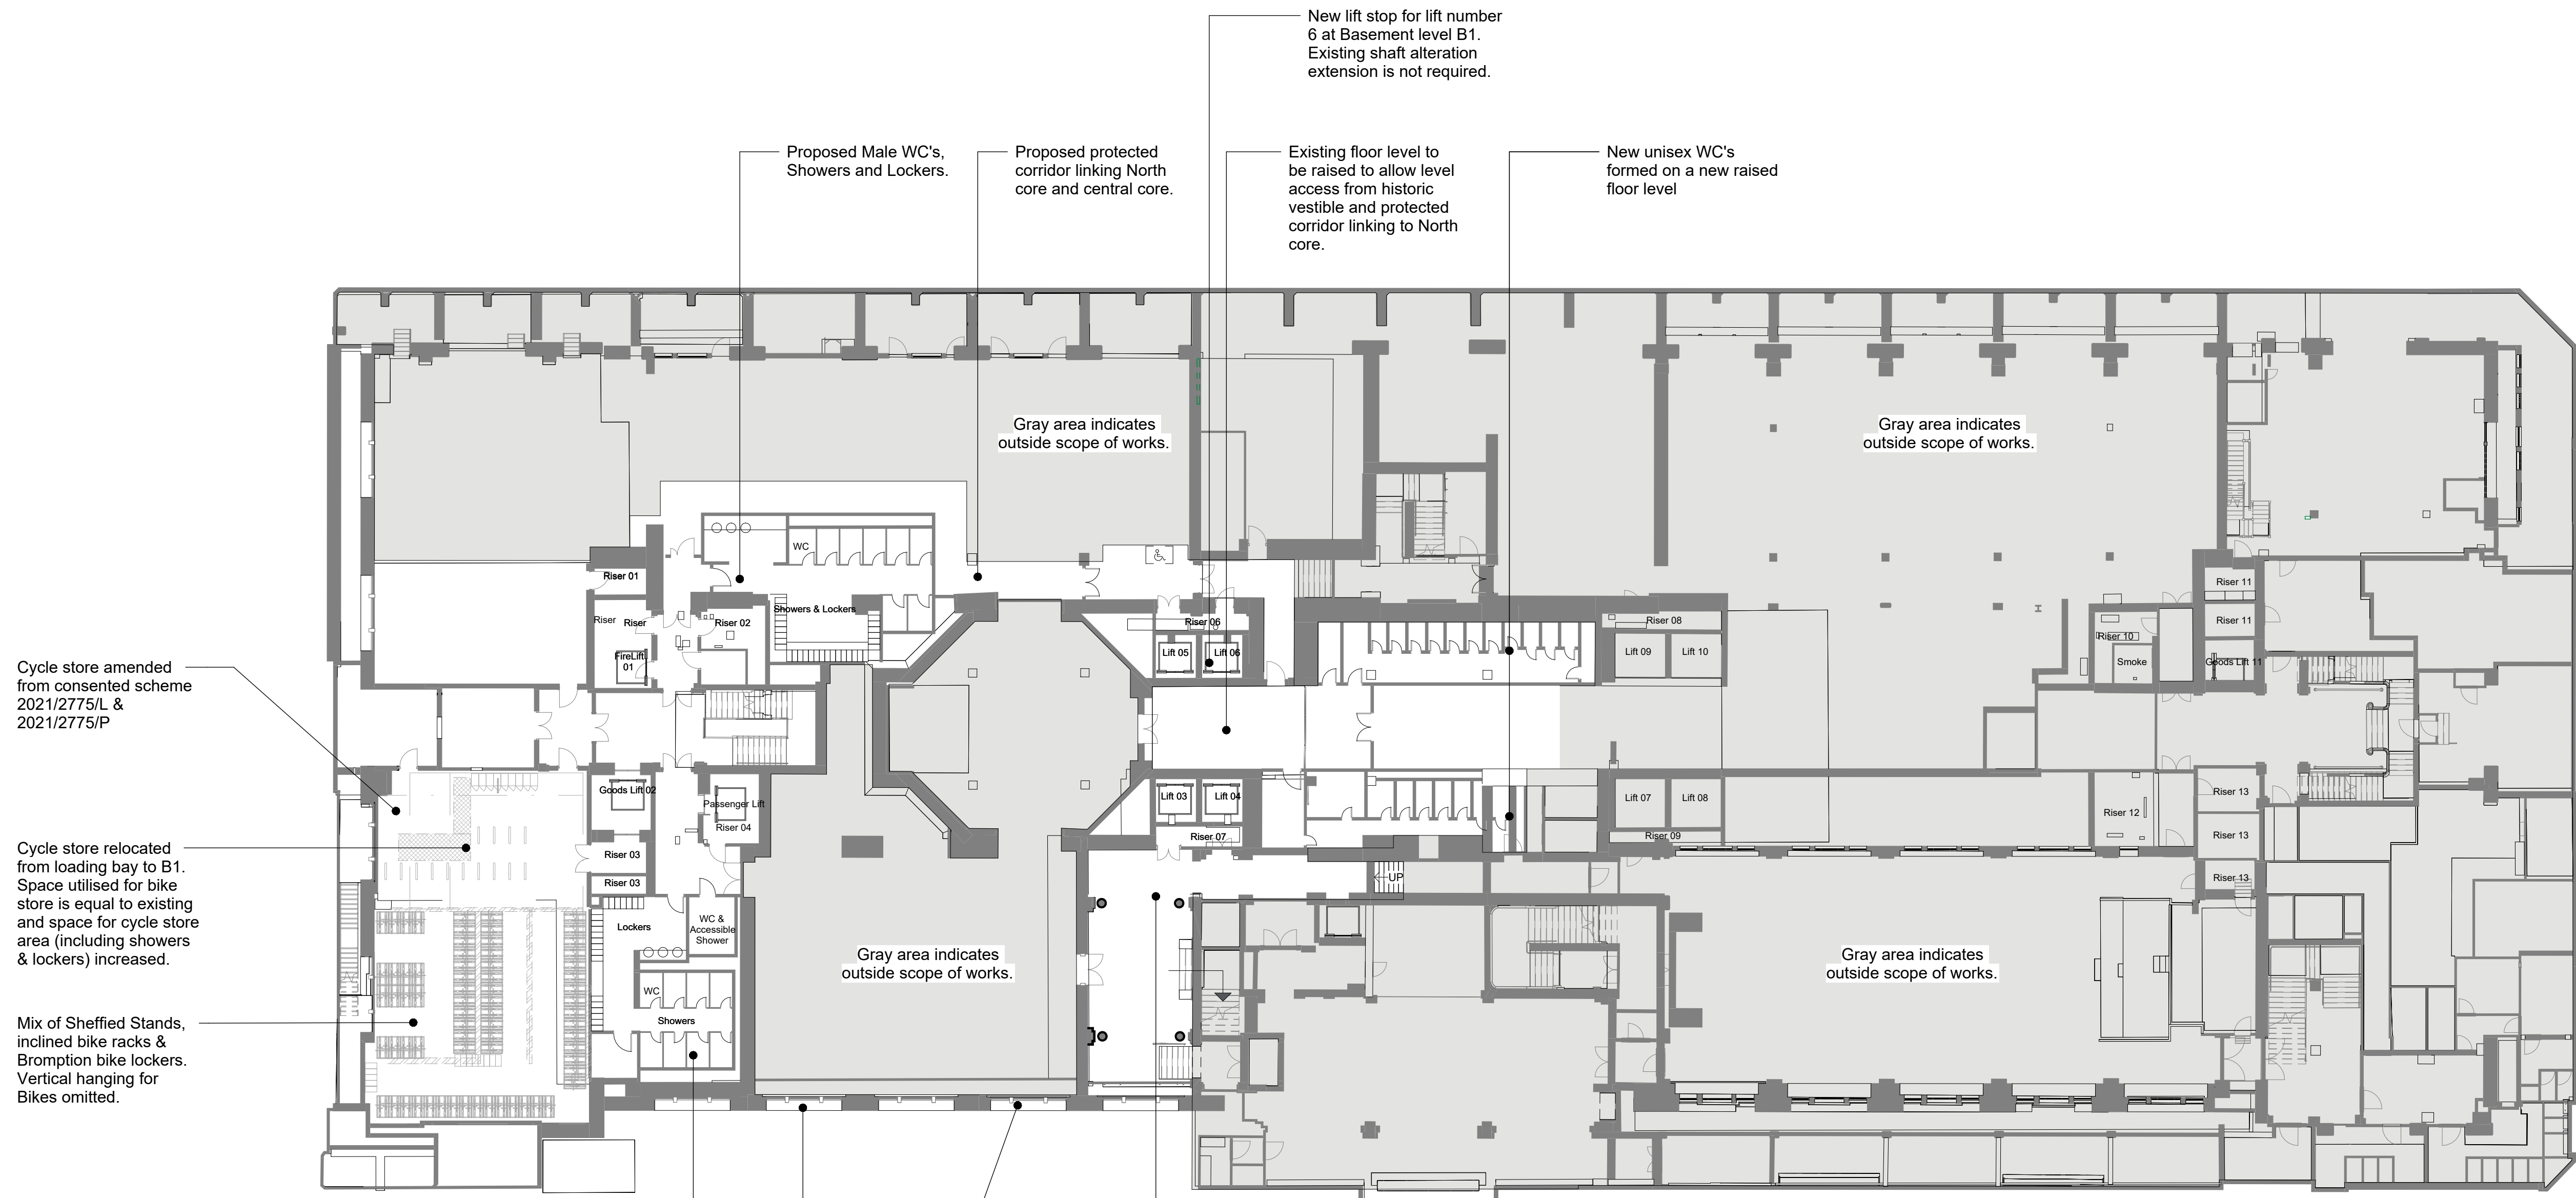 New lift stop for lift number
6 at Basement level B1.
Existing shaft alteration
extension is not required.
Proposed Male WC's,
Showers and Lockers.
Proposed protected
corridor linking North
core and central core.
Existing floor level to
be raised to allow level
access from historic
vestible and protected
corridor linking to North
core.
New unisex WC's
formed on a new raised
floor level
Gray area indicates
outside scope of works.
Gray area indicates
outside scope of works.
WC
Riser 01
Showers & Lockers
Riser
Riser
Riser 02
FireLift
01
Riser 06
Lift 05
Lift 06
Riser 08
Lift 09
Lift 10
Riser 11
Riser 11
Riser 10
Smoke
Goods Lift 11
Cycle store amended
from consented scheme
2021/2775/L &
2021/2775/P
Goods Lift 02
Passenger Lift
Riser 04
Lift 03
Lift 04
Riser 07
Lift 07
Lift 08
Riser 09
Riser 12
Riser 13
Riser 13
Riser 13
Riser 03
Riser 03
UP
Cycle store relocated
from loading bay to B1.
Space utilised for bike
store is equal to existing
and space for cycle store
area (including showers
& lockers) increased.
Lockers
WC &
Accessible
Shower
Gray area indicates
outside scope of works.
Gray area indicates
outside scope of works.
WC
Showers
Mix of Sheffied Stands,
inclined bike racks &
Bromption bike lockers.
Vertical hanging for
Bikes omitted.